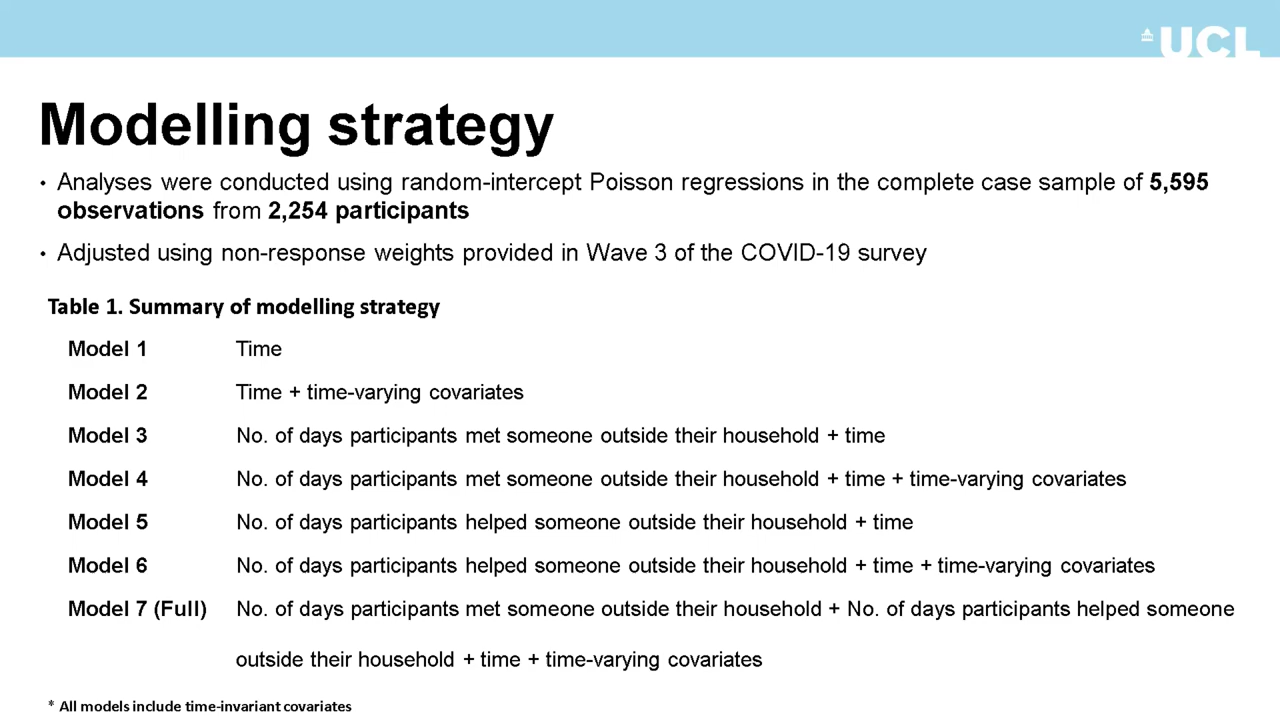 UCL
Modelling strategy
• Analyses were conducted using random-intercept Poisson regressions in the complete case sample of 5,595
observations from 2,254 participants
• Adjusted using non-response weights provided in Wave 3 of the COVID-19 survey
Table 1. Summary of modelling strategy
Model 1 Time
Model 2 Time + time-varying covariates
Model 3 No. of days participants met someone outside their household + time
Model 4 No. of days participants met someone outside their household + time + time-varying covariates
Model 5 No. of days participants helped someone outside their household + time
Model 6 No. of days participants helped someone outside their household + time + time-varying covariates
Model 7 (Full) No. of days participants met someone outside their household + No. of days participants helped someone
outside their household + time + time-varying covariates
* All models include time-invariant covariates